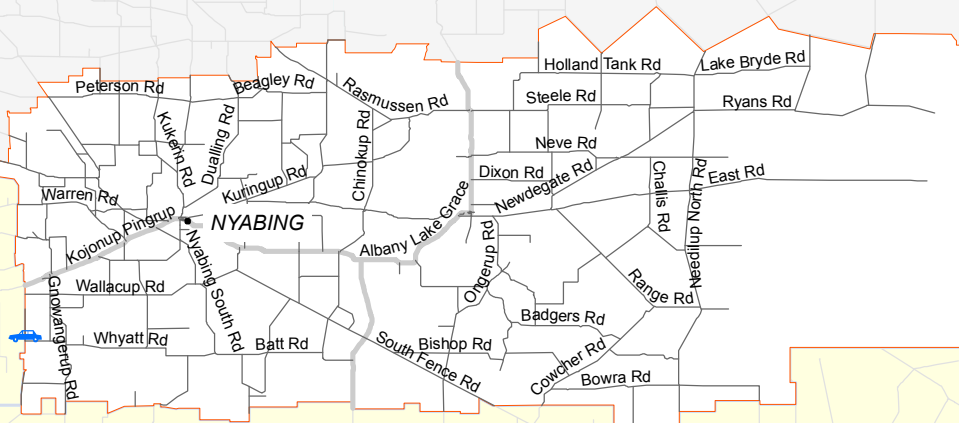 Holland Tank Rd
Lake Bryde Rd
Peterson Rd
Beagley Rd
Rasmussen Rd
Steele Rd
Ryans Rd
Kukerin Rd
Dualling Rd
Chinokup Rd
Neve Rd
Dixon Rd
Newdegate Rd
Challis Rd
Needilup North Rd
East Rd
Warren Rd
Kuringup Rd
Kojonup Pingrup
NYABING
Albany Lake Grace
Ongerup Rd
Nyabing South Rd
Gnowangerup Rd
Wallacup Rd
Range Rd
Badgers Rd
Whyatt Rd
Batt Rd
South Fence Rd
Bishop Rd
Cowcher Rd
Bowra Rd